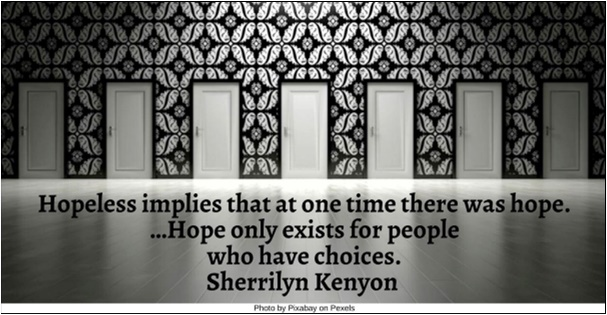 Hopeless implies that at one time there was hope.
...Hope only exists for people
who have choices.
Sherrilyn Kenyon
Photo by Pixabay on Pexels